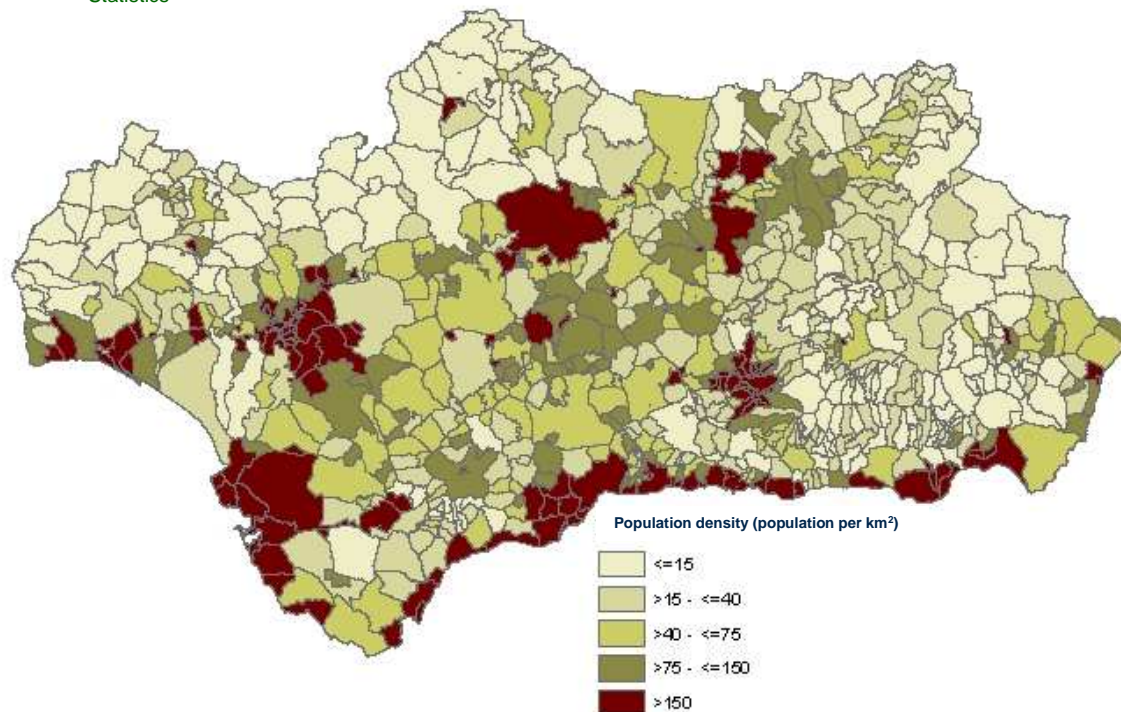 Statistics
Population density (population per km²)
<=15
>15 - <=40
>40 - <=75
>75 - <=150
>150